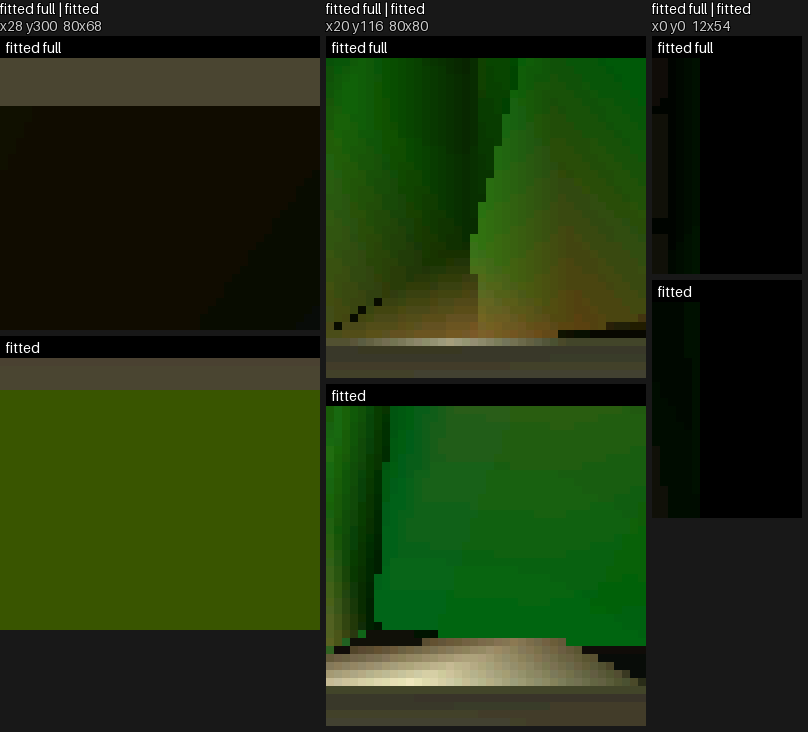 fitted full | fitted
x28 y300 80x68
fitted full
fitted
fitted full | fitted
x20 y116 80x80
fitted full
fitted
fitted full | fitted
x0 y0 12x54
fitted full
fitted